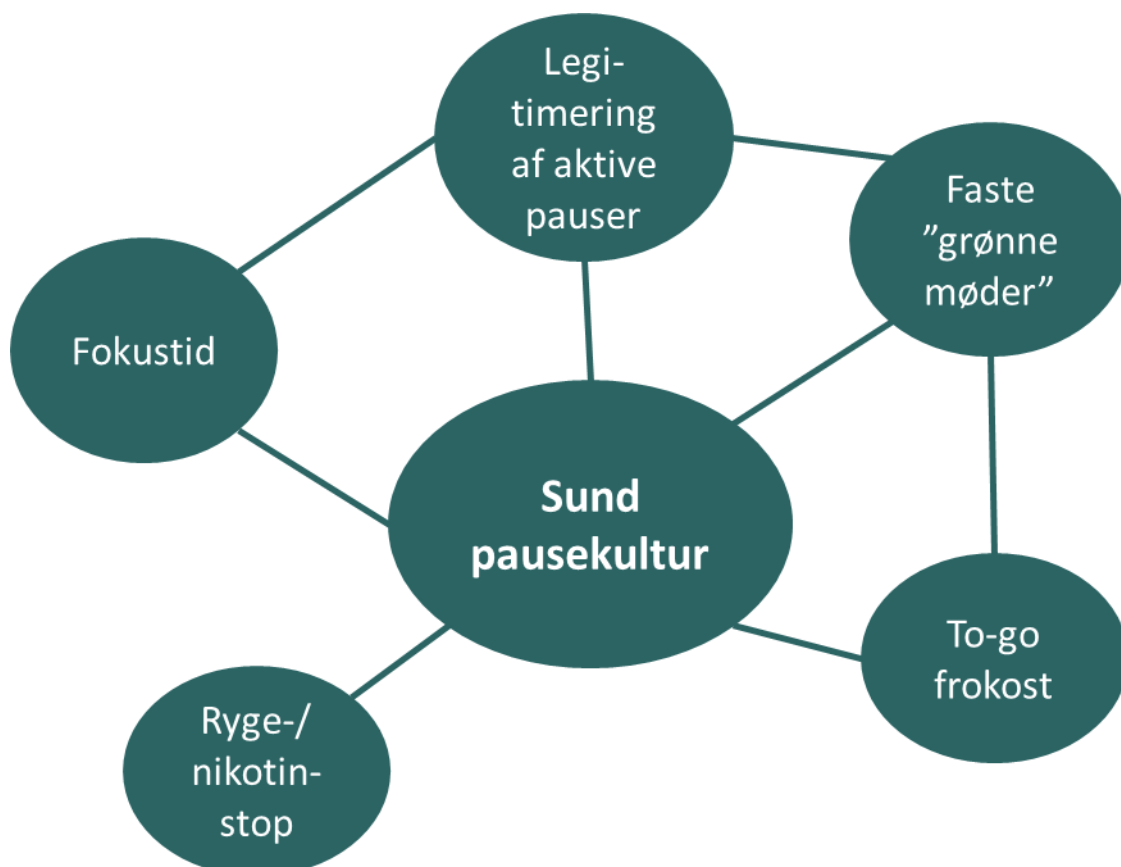 Legi-
timering
af aktive
pauser
Faste
”grønne
møder”
Fokustid
Sund
pausekultur
To-go
frokost
Ryge-/
nikotin-
stop